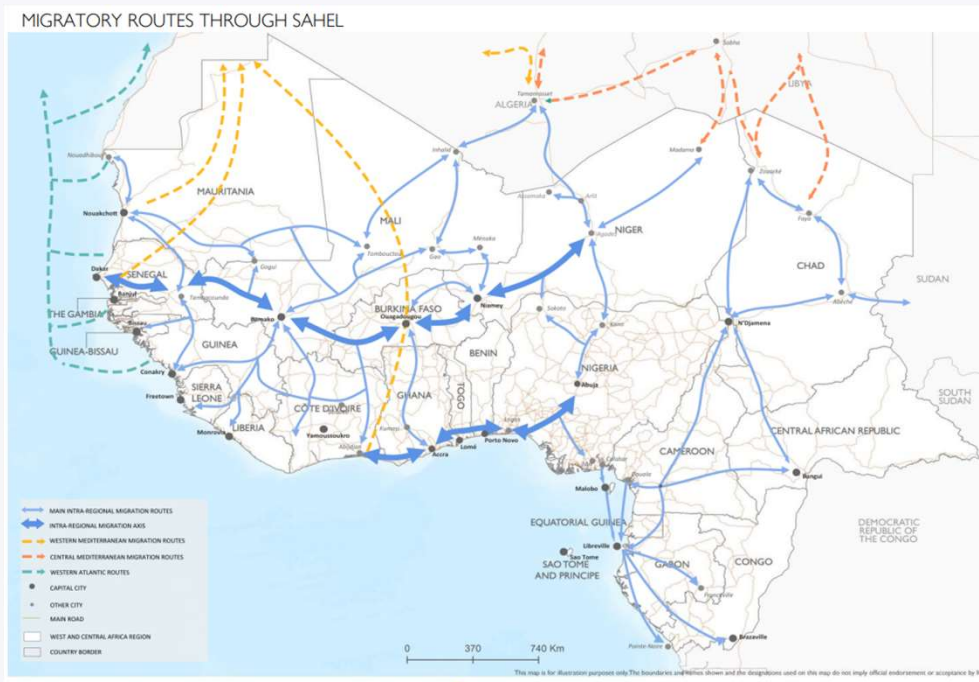 MIGRATORY ROUTES THROUGH SAHEL
Sabha
LIBYA
Tamanrasset
ALGERIA
Madama
Inhalid
Nouadhibou
Zouarké
MAURITANIA
Assamaka
Arlit
Nouakchott
Faya
MALI
NIGER
Agadez
Tombouctou
Gao
Ménaka
Gogui
CHAD
SUDAN
Dakar
SENEGAL
Abéché
Banjul
Tambacounda
Niamey
THE GAMBIA
BURKINA FASO
Sokoto
Bissau
Bamako
Ouagadougou
Kano
N'Djamena
GUINEA-BISSAU
GUINEA
BENIN
NIGERIA
Conakry
Abuja
SIERRA
LEONE
GHANA
TOGO
SOUTH
SUDAN
Freetown
CÔTE D'IVOIRE
LIBERIA
Yamoussoukro
Kumasi
Lagos
CENTRAL AFRICAN REPUBLIC
Monrovia
Porto Novo
Lomé
Abidjan
Accra
CAMEROON
Calabar
Douala
Bangui
Malobo
MAIN INTRA-REGIONAL MIGRATION ROUTES
INTRA-REGIONAL MIGRATION AXIS
WESTERN MEDITERRANEAN MIGRATION ROUTES
CENTRAL MEDITERRANEAN MIGRATION ROUTES
WESTERN ATLANTIC ROUTES
CAPITAL CITY
OTHER CITY
MAIN ROAD
WEST AND CENTRAL AFRICA REGION
COUNTRY BORDER
EQUATORIAL GUINEA
DEMOCRATIC
REPUBLIC OF
THE CONGO
Libreville
Sao Tome
SAO TOME
AND PRINCIPE
GABON
CONGO
Franceville
Brazaville
Pointe-Noire
0 370 740 Km
This map is for illustration purposes only. The boundaries and names shown and the designations used on this map do not imply official endorsement or acceptance by